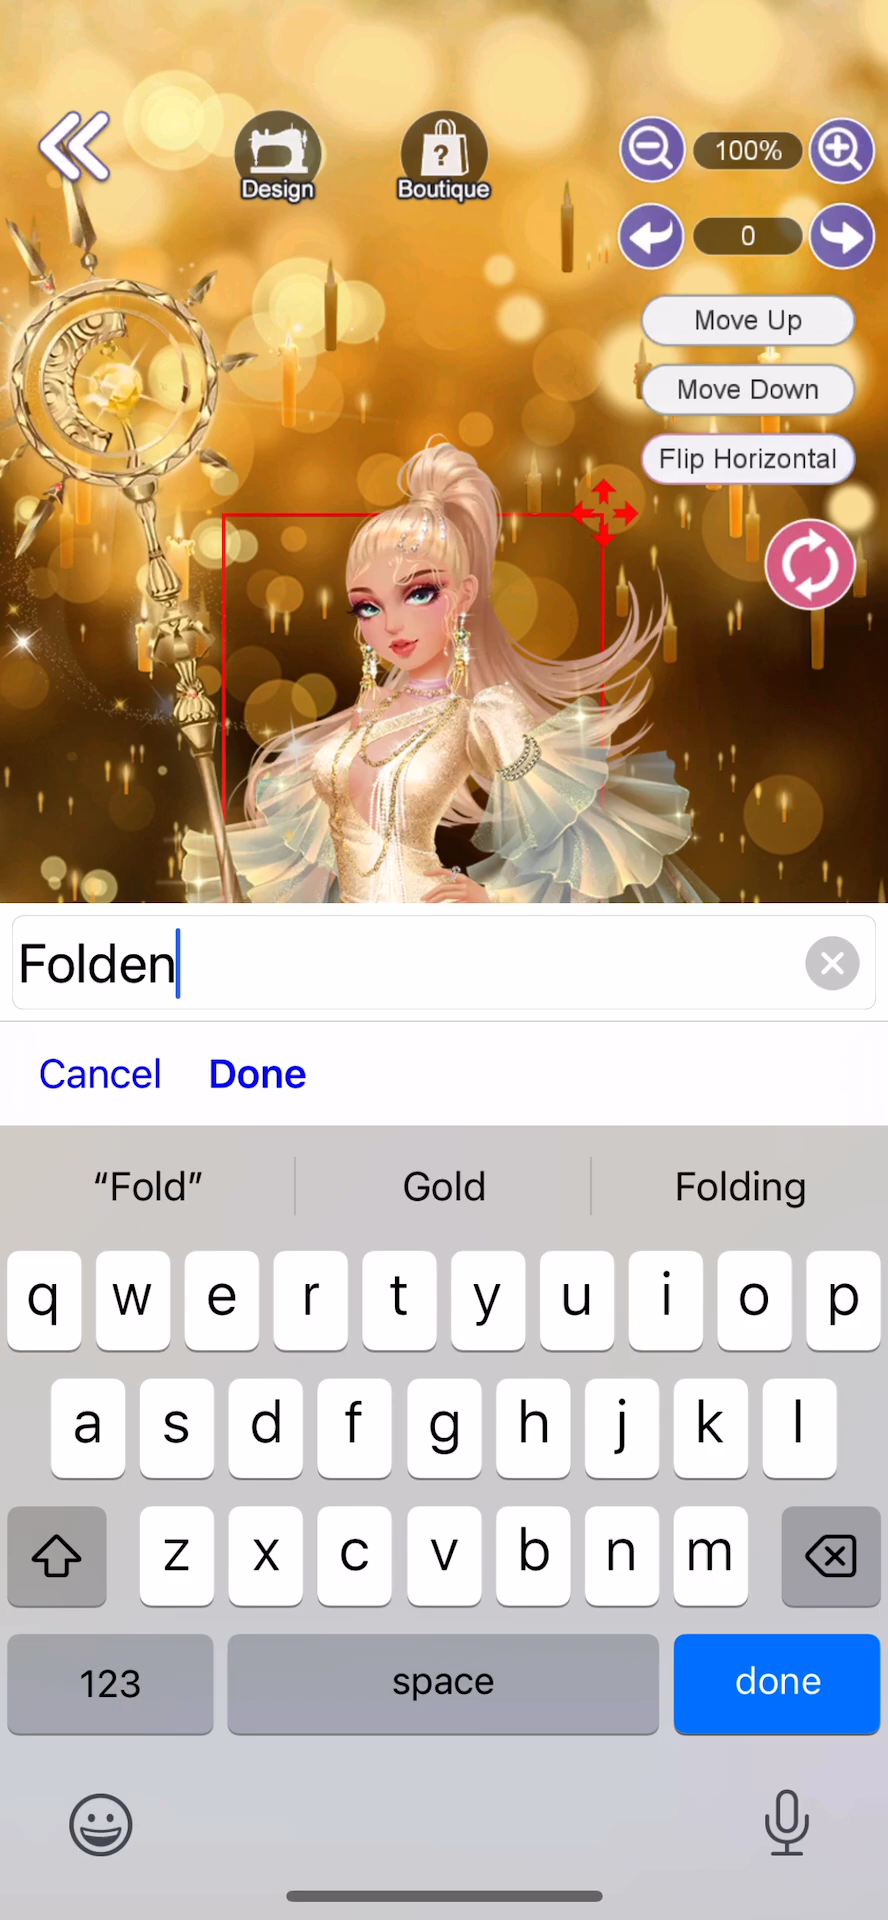 Design
Boutique
?
100%
0
Move Up
Move Down
Flip Horizontal
Folden
Cancel Done
“Fold” Gold Folding
q w e r t y u i o p
a s d f g h j k l
z x c v b n m
123 space done